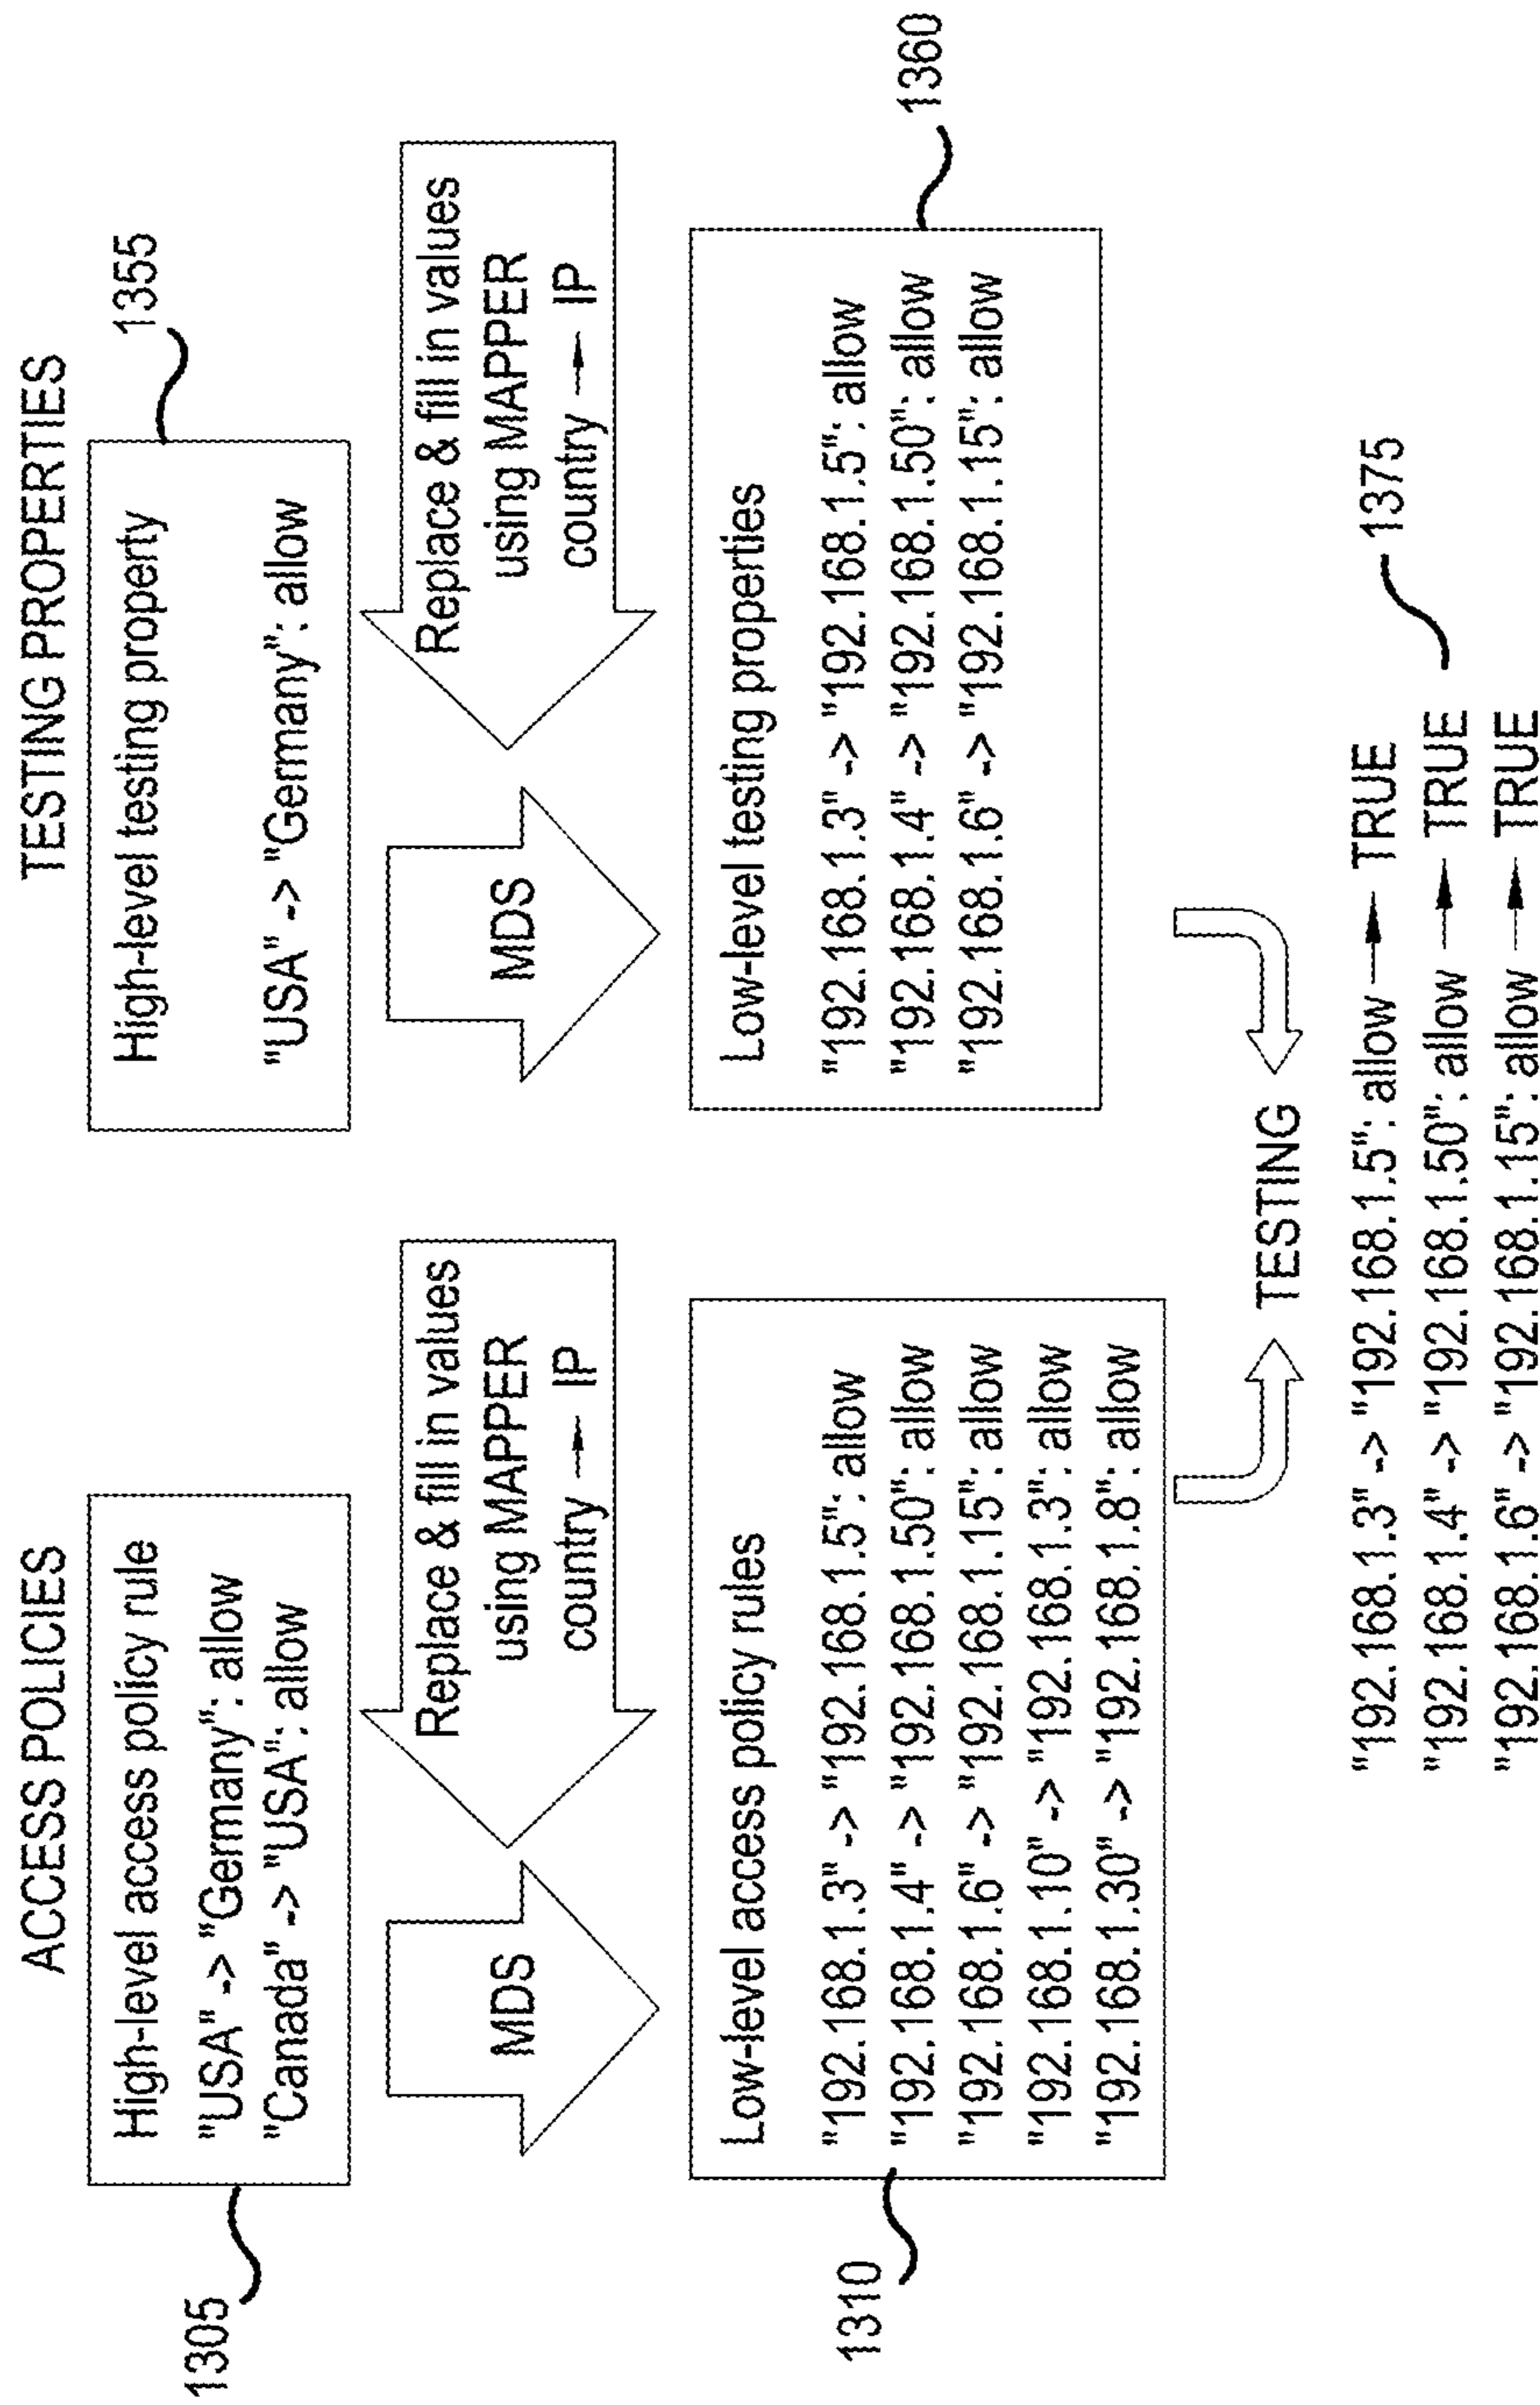 ACCESS POLICIES
1305
High-level access policy rule
"USA" -> "Germany": allow
"Canada" -> "USA": allow
MDS
Replace & fill in values
using MAPPER
country → IP
1310
Low-level access policy rules
"192.168.1.3" -> "192.168.1.5": allow
"192.168.1.4" -> "192.168.1.50": allow
"192.168.1.6" -> "192.168.1.15": allow
"192.168.1.10" -> "192.168.1.3": allow
"192.168.1.30" -> "192.168.1.8": allow
TESTING PROPERTIES
1355
High-level testing property
"USA" -> "Germany": allow
MDS
Replace & fill in values
using MAPPER
country → IP
1360
Low-level testing properties
"192.168.1.3" -> "192.168.1.5": allow
"192.168.1.4" -> "192.168.1.50": allow
"192.168.1.6" -> "192.168.1.15": allow
TESTING
1375
"192.168.1.3" -> "192.168.1.5": allow → TRUE
"192.168.1.4" -> "192.168.1.50": allow → TRUE
"192.168.1.6" -> "192.168.1.15": allow → TRUE